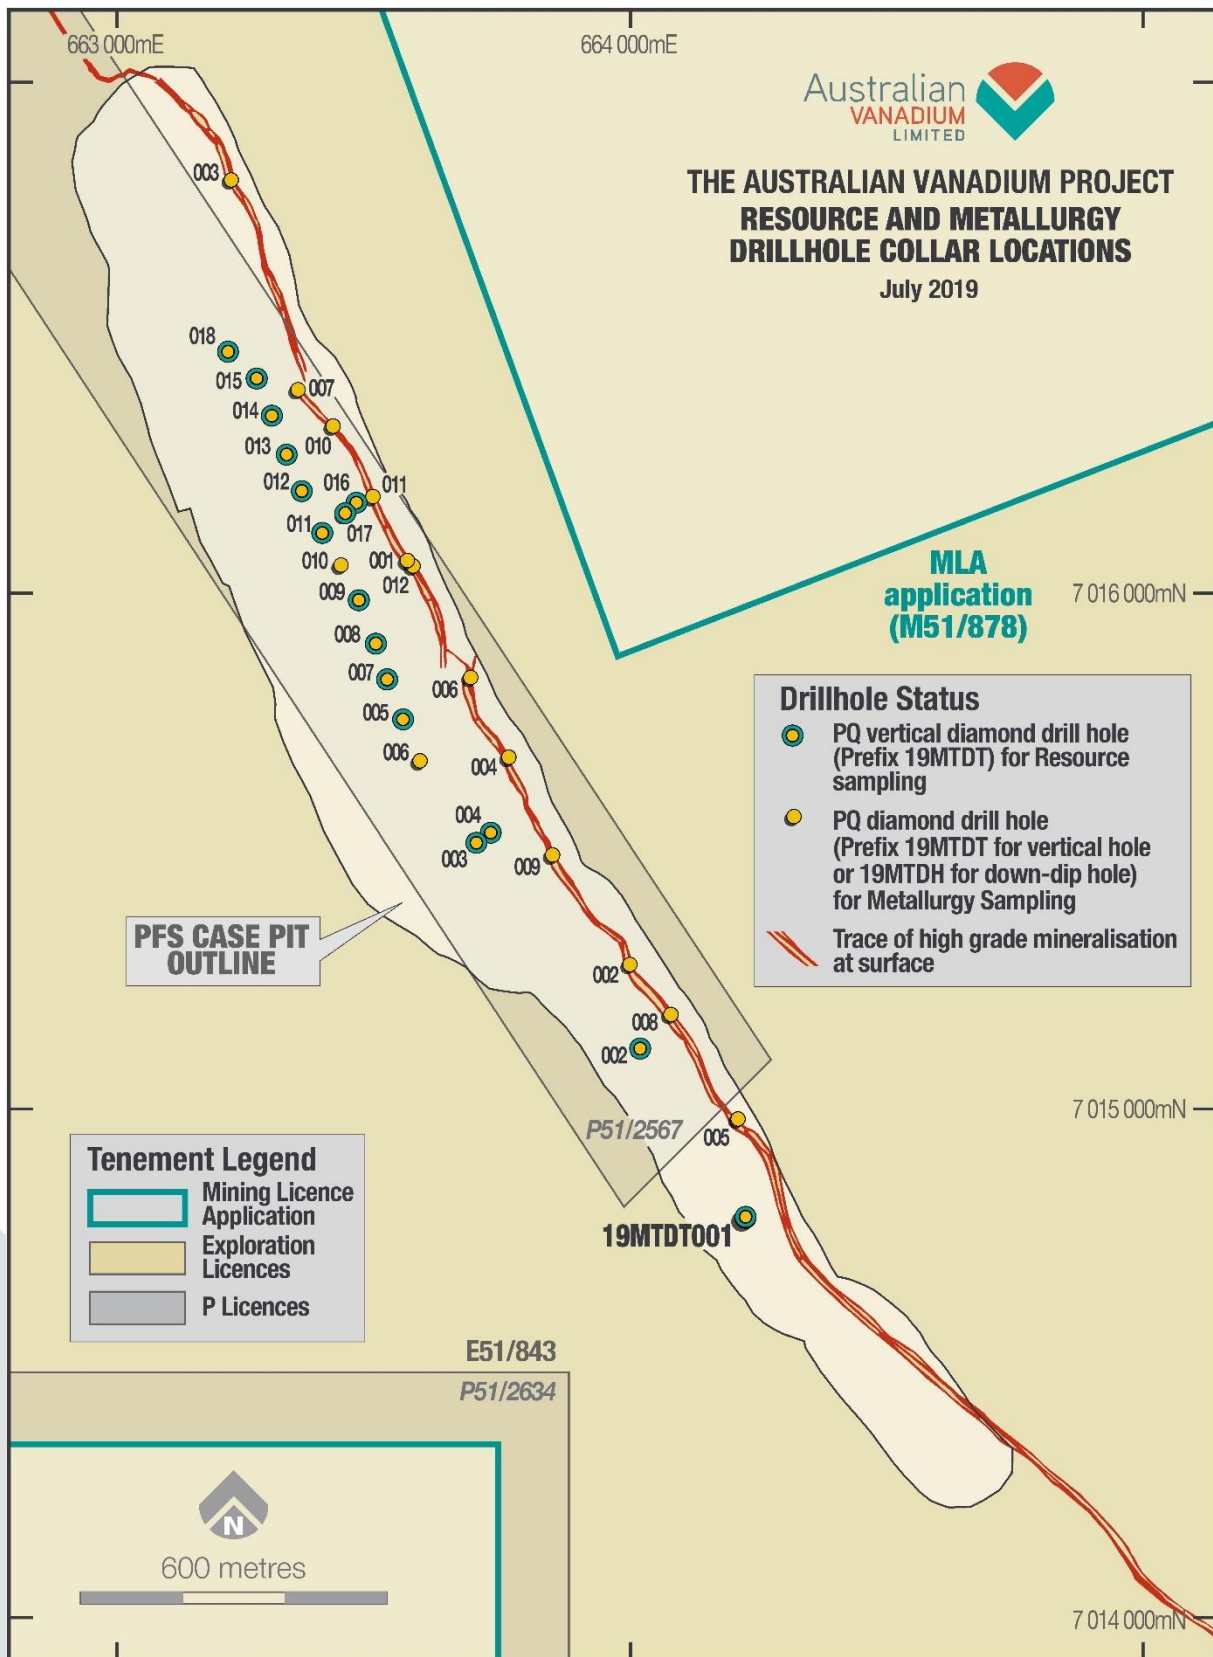 663 000mE
664 000mE
Australian
VANADIUM
LIMITED
THE AUSTRALIAN VANADIUM PROJECT
RESOURCE AND METALLURGY
DRILLHOLE COLLAR LOCATIONS
July 2019
003
018
015
007
014
010
013
012
016
011
011
017
010
001
012
009
MLA
application
(M51/878)
7 016 000mN
008
007
006
005
006
004
004
003
009
Drillhole Status
PQ vertical diamond drill hole
(Prefix 19MTDT) for Resource
sampling
PQ diamond drill hole
(Prefix 19MTDT for vertical hole
or 19MTDH for down-dip hole)
for Metallurgy Sampling
Trace of high grade mineralisation
at surface
PFS CASE PIT
OUTLINE
002
008
002
P51/2567
005
7 015 000mN
19MTDT001
Tenement Legend
Mining Licence
Application
Exploration
Licences
P Licences
E51/843
P51/2634
N
600 metres
7 014 000mN